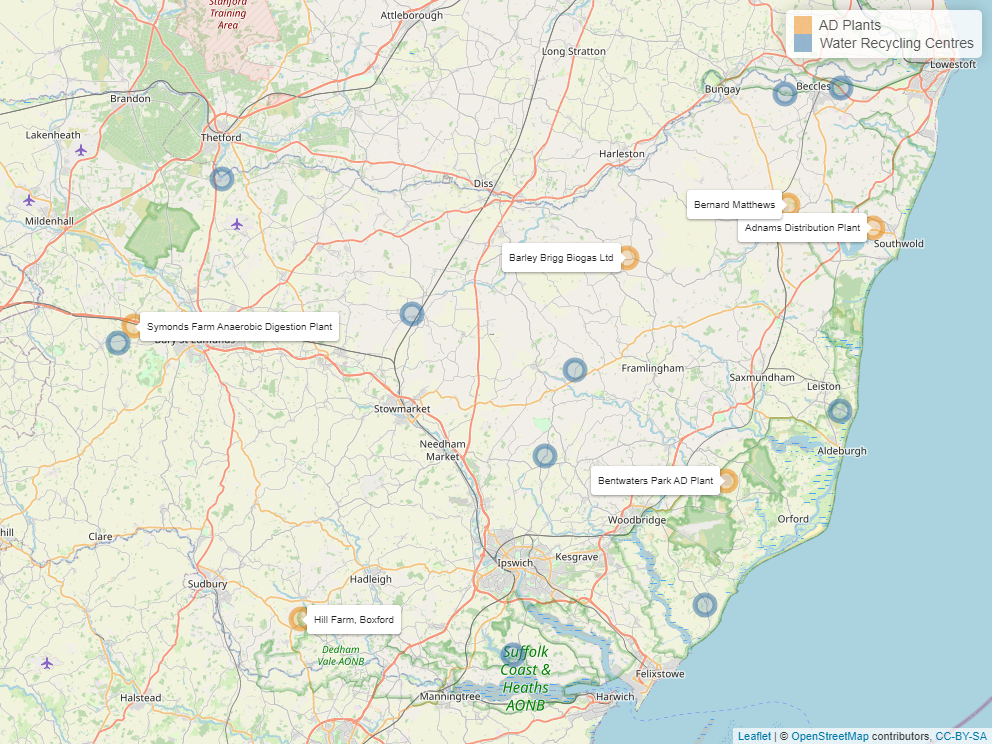 Stanford
Training
Area
Attleborough
AD Plants
Water Recycling Centres
Long Stratton
Lowestoft
Brandon
Bungay
Beccles
Lakenheath
Thetford
Harleston
Diss
Mildenhall
Bernard Matthews
Adnams Distribution Plant
Southwold
Barley Brigg Biogas Ltd
Symonds Farm Anaerobic Digestion Plant
Bury St Edmunds
Framlingham
Saxmundham
Leiston
Stowmarket
Needham
Market
Aldeburgh
Bentwaters Park AD Plant
Woodbridge
Orford
hill
Clare
Kesgrave
Ipswich
Hadleigh
Sudbury
Hill Farm, Boxford
Dedham
Vale AONB
Suffolk
Coast &
Heaths
AONB
Felixstowe
Manningtree
Harwich
Halstead
Leaflet | © OpenStreetMap contributors, CC-BY-SA